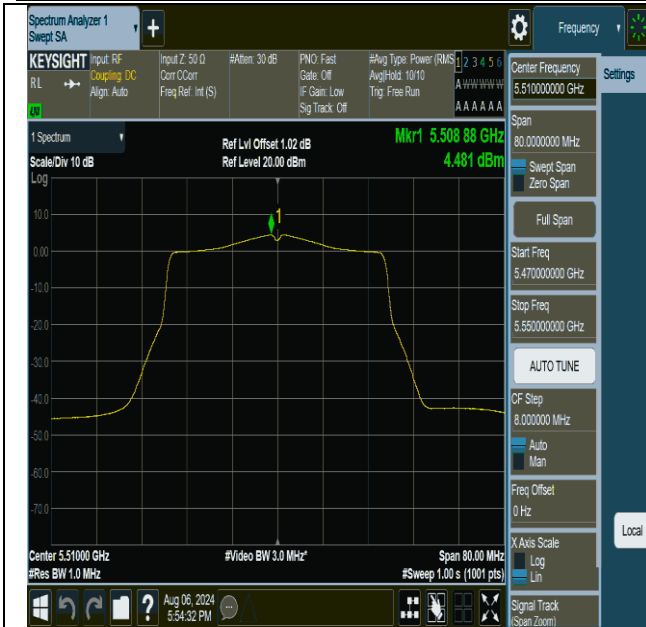 Spectrum Analyzer 1
Swept SA
+
Frequency
KEYSIGHT
RL
Input: RF
Coupling: DC
Align: Auto
Input Z: 50 Ω
Corr CCorr
Freq Ref: Int (S)
#Atten: 30 dB
PNO: Fast
Gate: Off
IF Gain: Low
Sig Track: Off
#Avg Type: Power (RMS
Avg|Hold: 10/10
Trig: Free Run
1 2 3 4 5 6
A W W W W W
A A A A A A
Center Frequency
5.510000000 GHz
Settings
Span
80.0000000 MHz
Swept Span
Zero Span
Full Span
Start Freq
5.470000000 GHz
Stop Freq
5.550000000 GHz
AUTO TUNE
CF Step
8.000000 MHz
Auto
Man
Freq Offset
0 Hz
X Axis Scale
Log
Lin
Local
Signal Track
(Span Zoom)
1 Spectrum
Scale/Div 10 dB
Log
Ref Lvl Offset 1.02 dB
Ref Level 20.00 dBm
Mkr1 5.508 88 GHz
4.481 dBm
1
10.0
0.00
-10.0
-20.0
-30.0
-40.0
-50.0
-60.0
-70.0
Center 5.51000 GHz
#Res BW 1.0 MHz
#Video BW 3.0 MHz*
Span 80.00 MHz
#Sweep 1.00 s (1001 pts)
?
Aug 06, 2024
5:54:32 PM